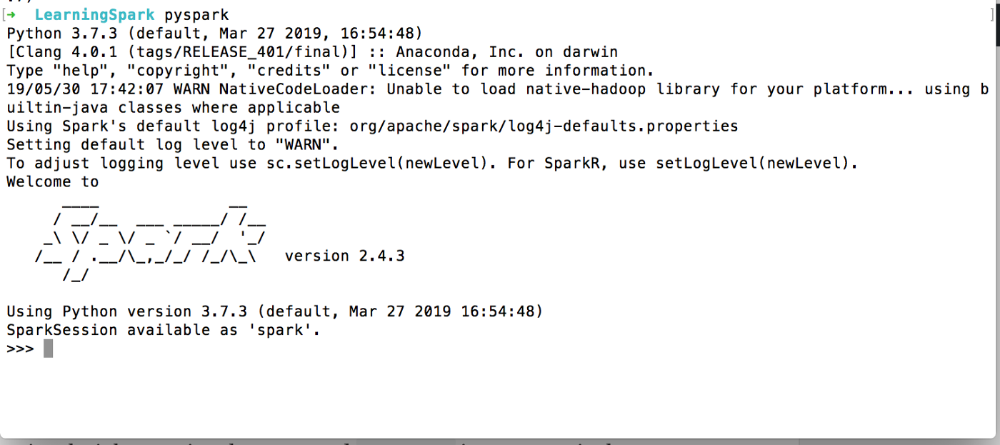 [➜  LearningSpark pyspark ]
Python 3.7.3 (default, Mar 27 2019, 16:54:48)
[Clang 4.0.1 (tags/RELEASE_401/final)] :: Anaconda, Inc. on darwin
Type "help", "copyright", "credits" or "license" for more information.
19/05/30 17:42:07 WARN NativeCodeLoader: Unable to load native-hadoop library for your platform... using b
uiltin-java classes where applicable
Using Spark's default log4j profile: org/apache/spark/log4j-defaults.properties
Setting default log level to "WARN".
To adjust logging level use sc.setLogLevel(newLevel). For SparkR, use setLogLevel(newLevel).
Welcome to
      ____              __
     / __/__  ___ _____/ /__
    _\ \/ _ \/ _ `/ __/  '_/
   /__ / .__/\_,_/_/ /_/\_\   version 2.4.3
      /_/
Using Python version 3.7.3 (default, Mar 27 2019 16:54:48)
SparkSession available as 'spark'.
>>>